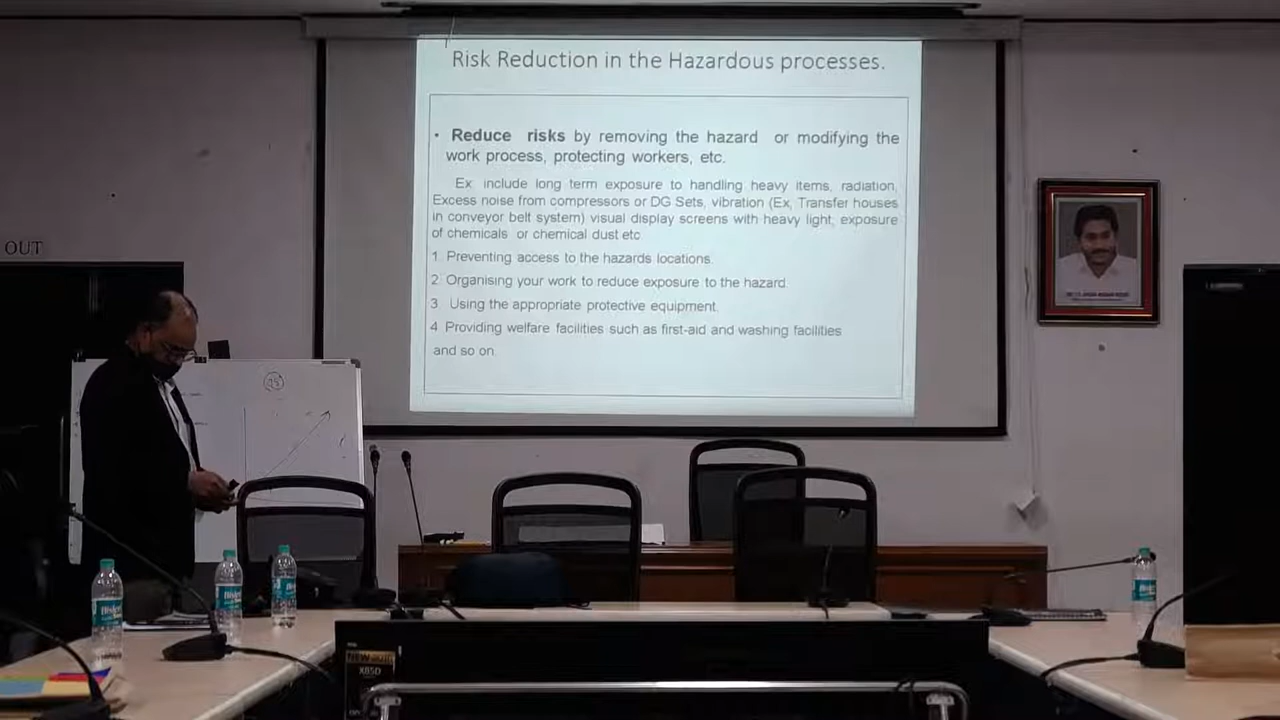 Risk Reduction in the Hazardous processes.
• Reduce risks by removing the hazard or modifying the
work process, protecting workers, etc.
Ex include long term exposure to handling heavy items, radiation,
Excess noise from compressors or DG Sets, vibration (Ex, Transfer houses
in conveyor belt system) visual display screens with heavy light, exposure
of chemicals or chemical dust etc
1. Preventing access to the hazards locations.
2. Organising your work to reduce exposure to the hazard.
3. Using the appropriate protective equipment.
4 Providing welfare facilities such as first-aid and washing facilities
and so on.
OUT
Bisleri
Bisleri
Bisleri
X85D